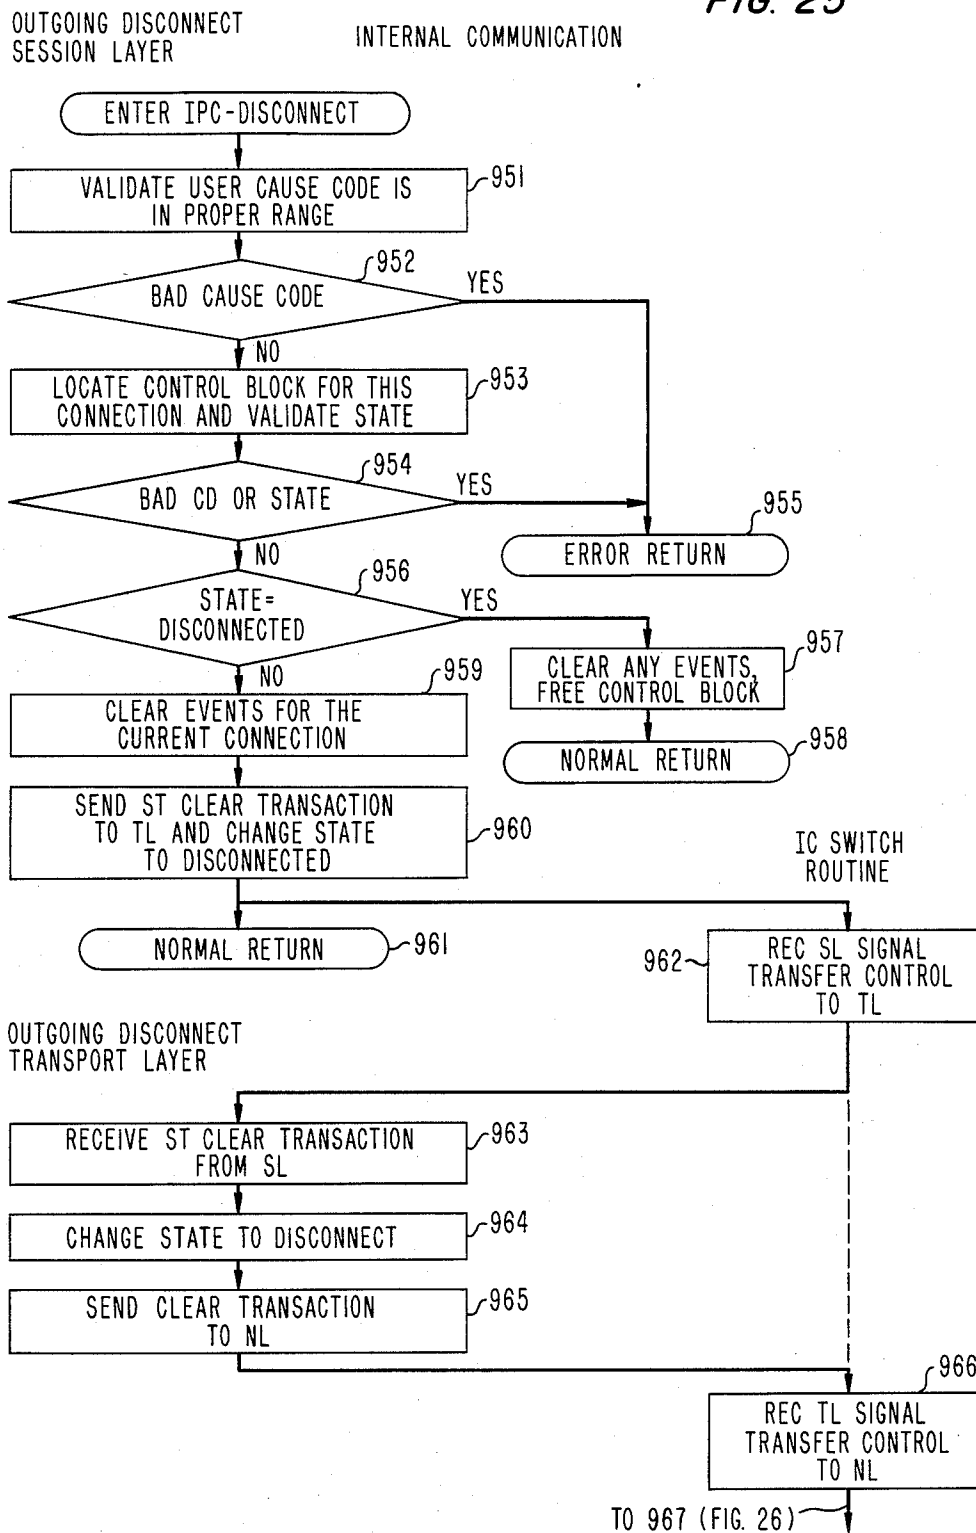 FIG. 25
OUTGOING DISCONNECT
SESSION LAYER
INTERNAL COMMUNICATION
ENTER IPC-DISCONNECT
951
VALIDATE USER CAUSE CODE IS
IN PROPER RANGE
952
BAD CAUSE CODE
YES
NO
953
LOCATE CONTROL BLOCK FOR THIS
CONNECTION AND VALIDATE STATE
954
BAD CD OR STATE
YES
NO
955
ERROR RETURN
956
STATE=
DISCONNECTED
YES
NO
957
CLEAR ANY EVENTS,
FREE CONTROL BLOCK
958
NORMAL RETURN
959
CLEAR EVENTS FOR THE
CURRENT CONNECTION
SEND ST CLEAR TRANSACTION
TO TL AND CHANGE STATE
TO DISCONNECTED
960
IC SWITCH
ROUTINE
NORMAL RETURN
961
962
REC SL SIGNAL
TRANSFER CONTROL
TO TL
OUTGOING DISCONNECT
TRANSPORT LAYER
RECEIVE ST CLEAR TRANSACTION
FROM SL
963
CHANGE STATE TO DISCONNECT
964
SEND CLEAR TRANSACTION
TO NL
965
966
REC TL SIGNAL
TRANSFER CONTROL
TO NL
TO 967 (FIG. 26)